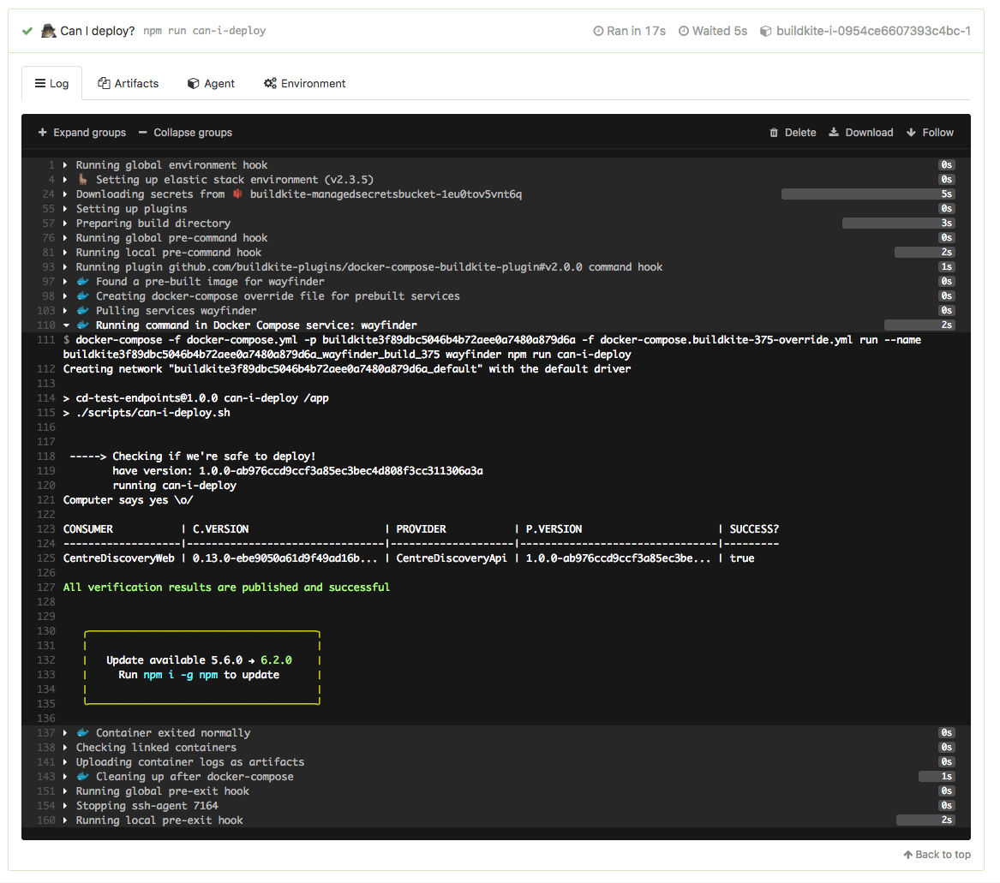 Can I deploy? npm run can-i-deploy Ran in 17s Waited 5s buildkite-i-0954ce6607393c4bc-1
Log Artifacts Agent Environment
Expand groups Collapse groups Delete Download Follow
1 Running global environment hook 0s
4 Setting up elastic stack environment (v2.3.5) 0s
24 Downloading secrets from buildkite-managedsecretsbucket-1eu0tov5vnt6q 5s
55 Setting up plugins 0s
57 Preparing build directory 3s
76 Running global pre-command hook 0s
81 Running local pre-command hook 2s
93 Running plugin github.com/buildkite-plugins/docker-compose-buildkite-plugin#v2.0.0 command hook 1s
97 Found a pre-built image for wayfinder 0s
98 Creating docker-compose override file for prebuilt services 0s
103 Pulling services wayfinder 0s
110 Running command in Docker Compose service: wayfinder 2s
111 $ docker-compose -f docker-compose.yml -p buildkite3f89dbc5046b4b72aee0a7480a879d6a -f docker-compose.buildkite-375-override.yml run --name
buildkite3f89dbc5046b4b72aee0a7480a879d6a_wayfinder_build_375 wayfinder npm run can-i-deploy
112 Creating network "buildkite3f89dbc5046b4b72aee0a7480a879d6a_default" with the default driver
113
114 > cd-test-endpoints@1.0.0 can-i-deploy /app
115 > ./scripts/can-i-deploy.sh
116
117
118 -----> Checking if we're safe to deploy!
119 have version: 1.0.0-ab976ccd9ccf3a85ec3bec4d808f3cc311306a3a
120 running can-i-deploy
121 Computer says yes \o/
122
123 CONSUMER | C.VERSION | PROVIDER | P.VERSION | SUCCESS?
124 -------------------|--------------------------------|--------------------|--------------------------------|---------
125 CentreDiscoveryWeb | 0.13.0-ebe9050a61d9f49ad16b... | CentreDiscoveryApi | 1.0.0-ab976ccd9ccf3a85ec3be... | true
126
127 All verification results are published and successful
128
129
130
131
132 Update available 5.6.0 → 6.2.0
133 Run npm i -g npm to update
134
135
136
137 Container exited normally 0s
138 Checking linked containers 0s
141 Uploading container logs as artifacts 0s
143 Cleaning up after docker-compose 1s
151 Running global pre-exit hook 0s
154 Stopping ssh-agent 7164 0s
160 Running local pre-exit hook 2s
Back to top